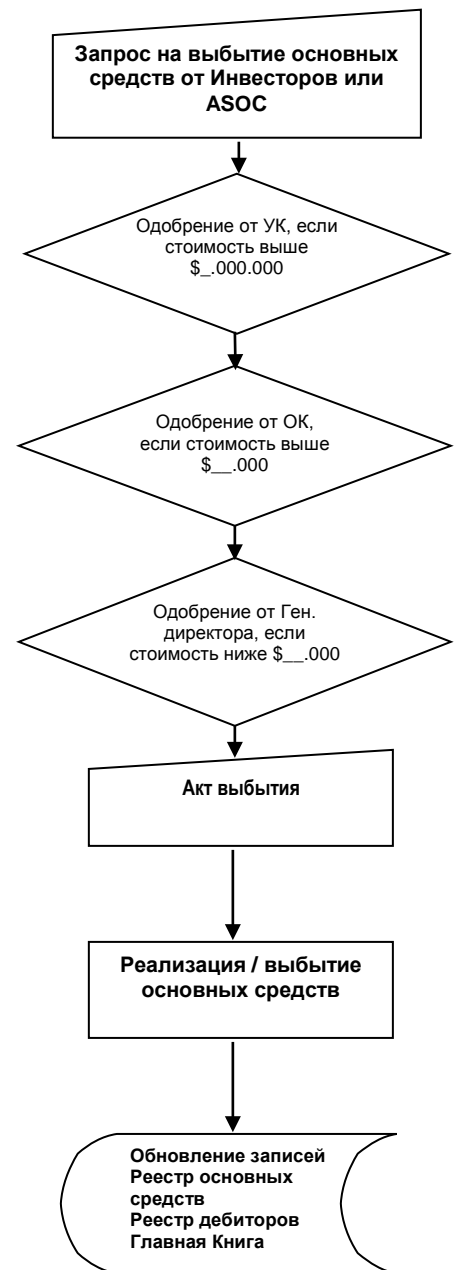 Запрос на выбытие основных
средств от Инвесторов или
ASOC
Одобрение от УК, если
стоимость выше
$_.000.000
Одобрение от ОК,
если стоимость выше
$__.000
Одобрение от Ген.
директора, если
стоимость ниже $__.000
Акт выбытия
Реализация / выбытие
основных средств
Обновление записей
Реестр основных
средств
Реестр дебиторов
Главная Книга